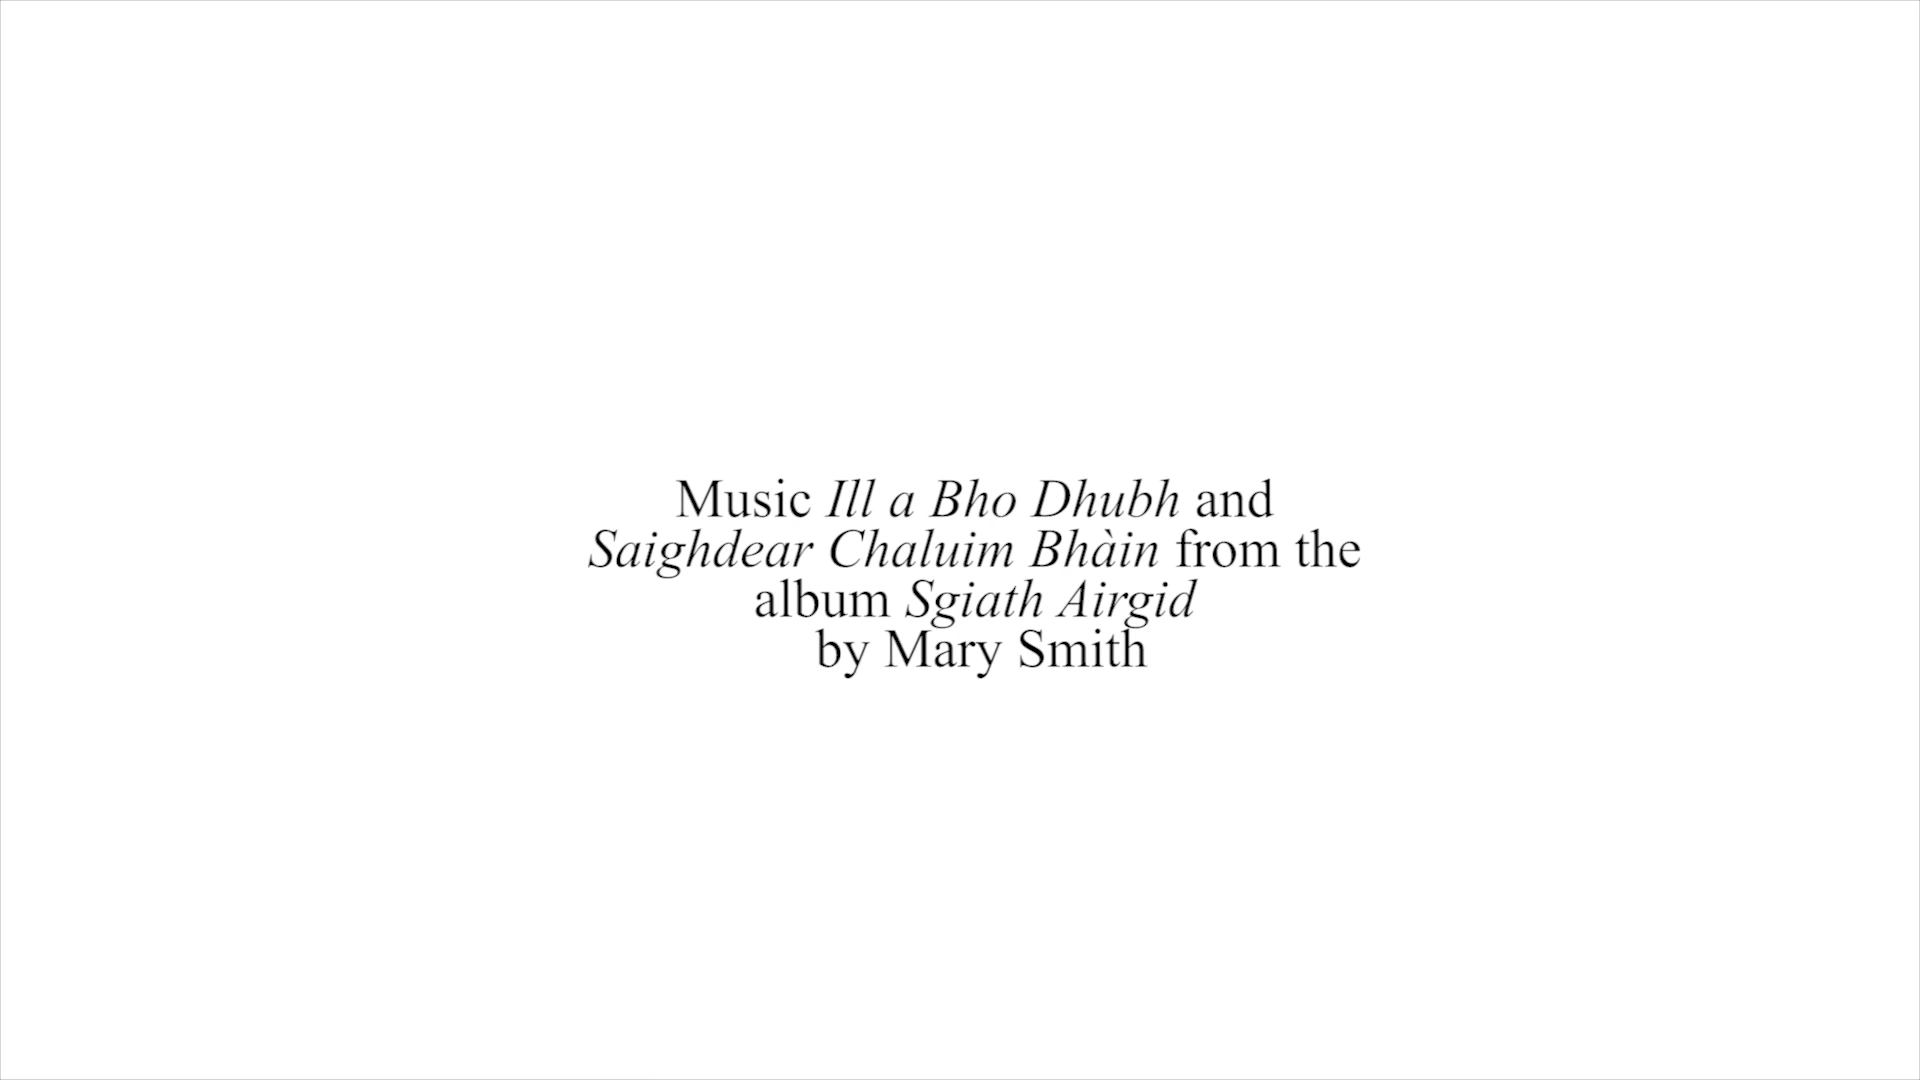 Music Ill a Bho Dhubh and
Saighdear Chaluim Bhàin from the
album Sgiath Airgid
by Mary Smith